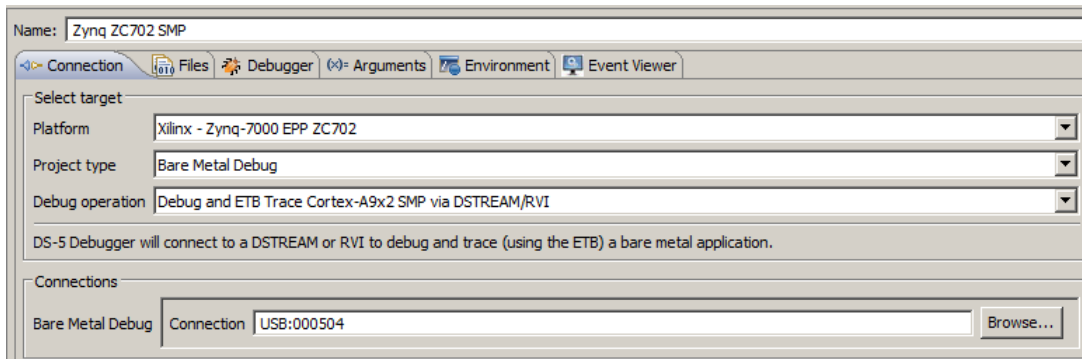 Name: Zynq ZC702 SMP
Connection Files Debugger (x)= Arguments Environment Event Viewer
Select target
Platform Xilinx - Zynq-7000 EPP ZC702
Project type Bare Metal Debug
Debug operation Debug and ETB Trace Cortex-A9x2 SMP via DSTREAM/RVI
DS-5 Debugger will connect to a DSTREAM or RVI to debug and trace (using the ETB) a bare metal application.
Connections
Bare Metal Debug Connection USB:000504 Browse...